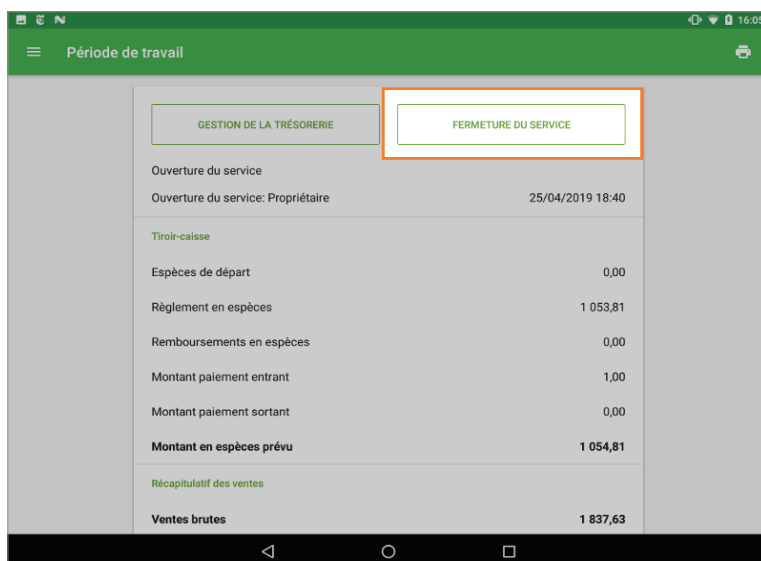 16:05
Période de travail
GESTION DE LA TRÉSORERIE FERMETURE DU SERVICE
Ouverture du service
Ouverture du service: Propriétaire 25/04/2019 18:40
Tiroir-caisse
Espèces de départ 0,00
Règlement en espèces 1 053,81
Remboursements en espèces 0,00
Montant paiement entrant 1,00
Montant paiement sortant 0,00
Montant en espèces prévu 1 054,81
Récapitulatif des ventes
Ventes brutes 1 837,63